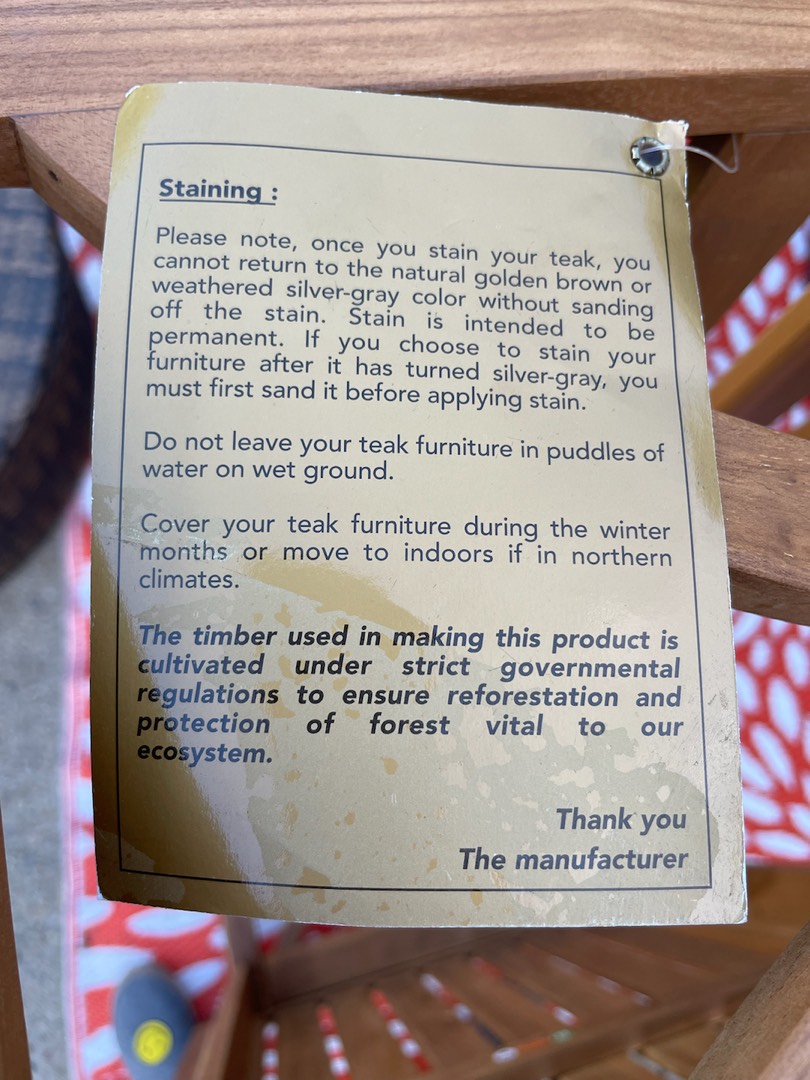 Staining :
Please note, once you stain your teak, you
cannot return to the natural golden brown or
weathered silver-gray color without sanding
off the stain. Stain is intended to be
permanent. If you choose to stain your
furniture after it has turned silver-gray, you
must first sand it before applying stain.
Do not leave your teak furniture in puddles of
water on wet ground.
Cover your teak furniture during the winter
months or move to indoors if in northern
climates.
The timber used in making this product is
cultivated under strict governmental
regulations to ensure reforestation and
protection of forest vital to our
ecosystem.
Thank you
The manufacturer